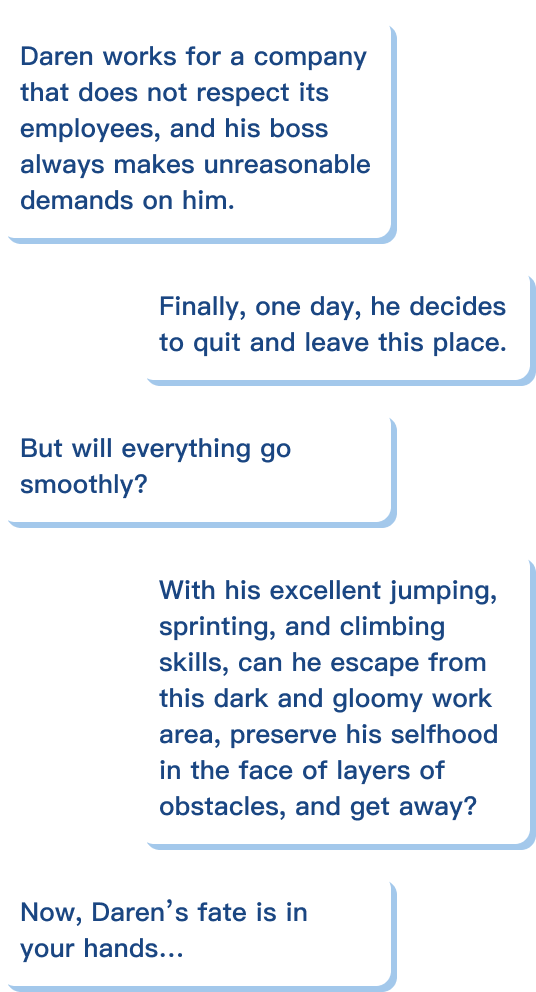 Daren works for a company
that does not respect its
employees, and his boss
always makes unreasonable
demands on him.
Finally, one day, he decides
to quit and leave this place.
But will everything go
smoothly?
With his excellent jumping,
sprinting, and climbing
skills, can he escape from
this dark and gloomy work
area, preserve his selfhood
in the face of layers of
obstacles, and get away?
Now, Daren’s fate is in
your hands...